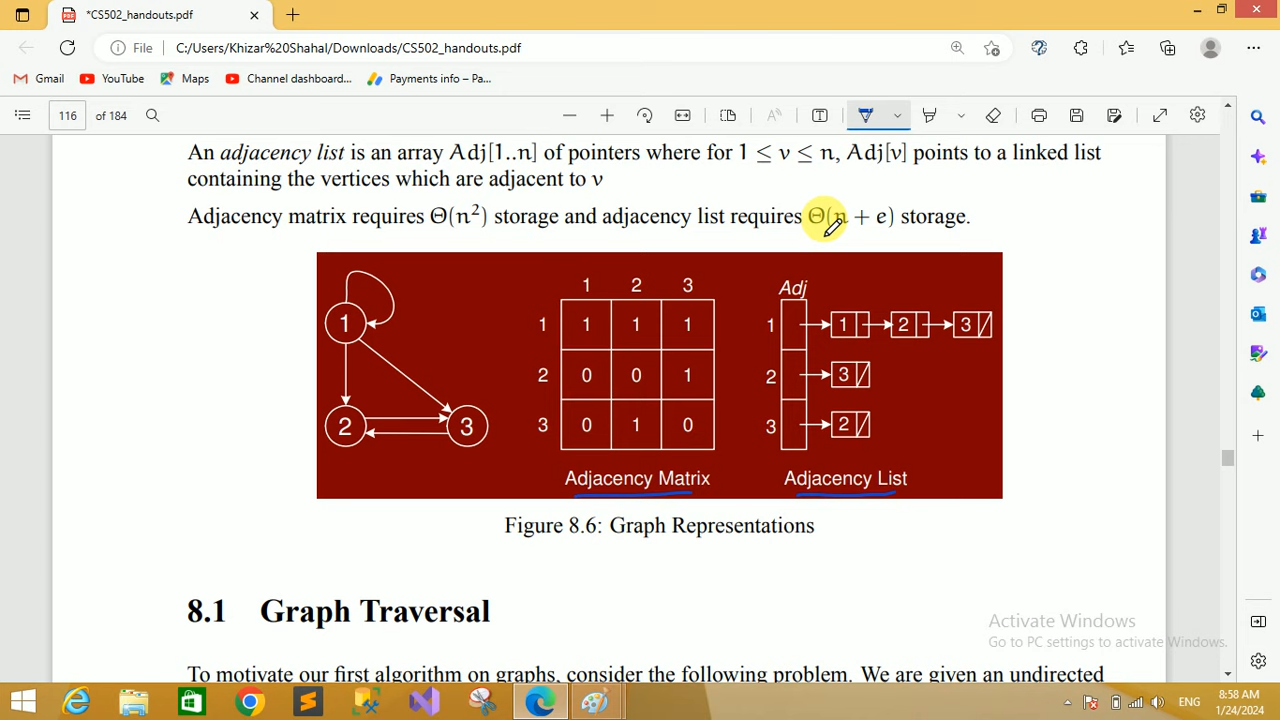 *CS502_handouts.pdf
File C:/Users/Khizar%20Shahal/Downloads/CS502_handouts.pdf
Gmail YouTube Maps Channel dashboard... Payments info – Pa...
116 of 184
An adjacency list is an array Adj[1..n] of pointers where for 1 ≤ v ≤ n, Adj[v] points to a linked list
containing the vertices which are adjacent to v
Adjacency matrix requires Θ(n²) storage and adjacency list requires Θ(n + e) storage.
1
2 3
1 2 3
1 1 1 1
2 0 0 1
3 0 1 0
Adjacency Matrix
Adj
1 1 2 3
2 3
3 2
Adjacency List
Figure 8.6: Graph Representations
8.1 Graph Traversal
To motivate our first algorithm on graphs, consider the following problem. We are given an undirected
Activate Windows
Go to PC settings to activate Windows.
ENG
8:58 AM
1/24/2024